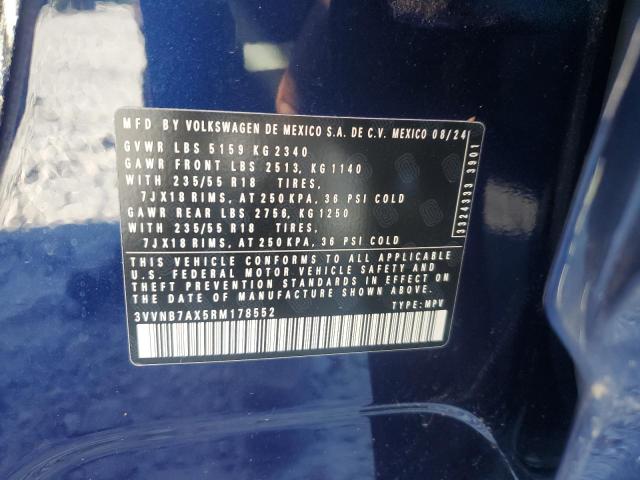 MFD BY VOLKSWAGEN DE MEXICO S.A. DE C.V. MEXICO 08/24
GVWR LBS 5159 KG 2340
GAWR FRONT LBS 2513, KG 1140
WITH 235/55 R18 TIRES,
7JX18 RIMS, AT 250 KPA, 36 PSI COLD
GAWR REAR LBS 2756, KG 1250
WITH 235/55 R18 TIRES,
7JX18 RIMS, AT 250 KPA, 36 PSI COLD
THIS VEHICLE CONFORMS TO ALL APPLICABLE
U.S. FEDERAL MOTOR VEHICLE SAFETY AND
THEFT PREVENTION STANDARDS IN EFFECT ON
THE DATE OF MANUFACTURE SHOWN ABOVE.
3VVNB7AX5RM178552 TYPE: MPV
3324333 3901